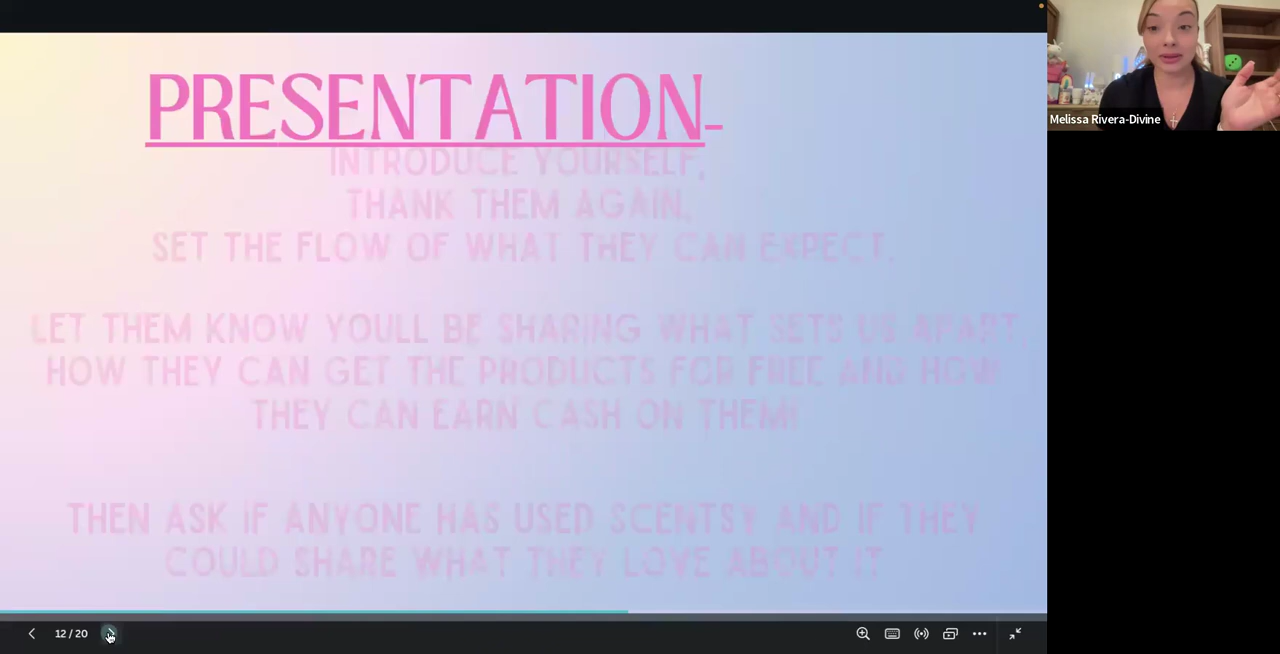 PRESENTATION-
INTRODUCE YOURSELF,
THANK THEM AGAIN,
SET THE FLOW OF WHAT THEY CAN EXPECT.
LET THEM KNOW YOULL BE SHARING WHAT SETS US APART,
HOW THEY CAN GET THE PRODUCTS FOR FREE AND HOW
THEY CAN EARN CASH ON THEM!
THEN ASK IF ANYONE HAS USED SCENTSY AND IF THEY
COULD SHARE WHAT THEY LOVE ABOUT IT
12 / 20
Melissa Rivera-Divine